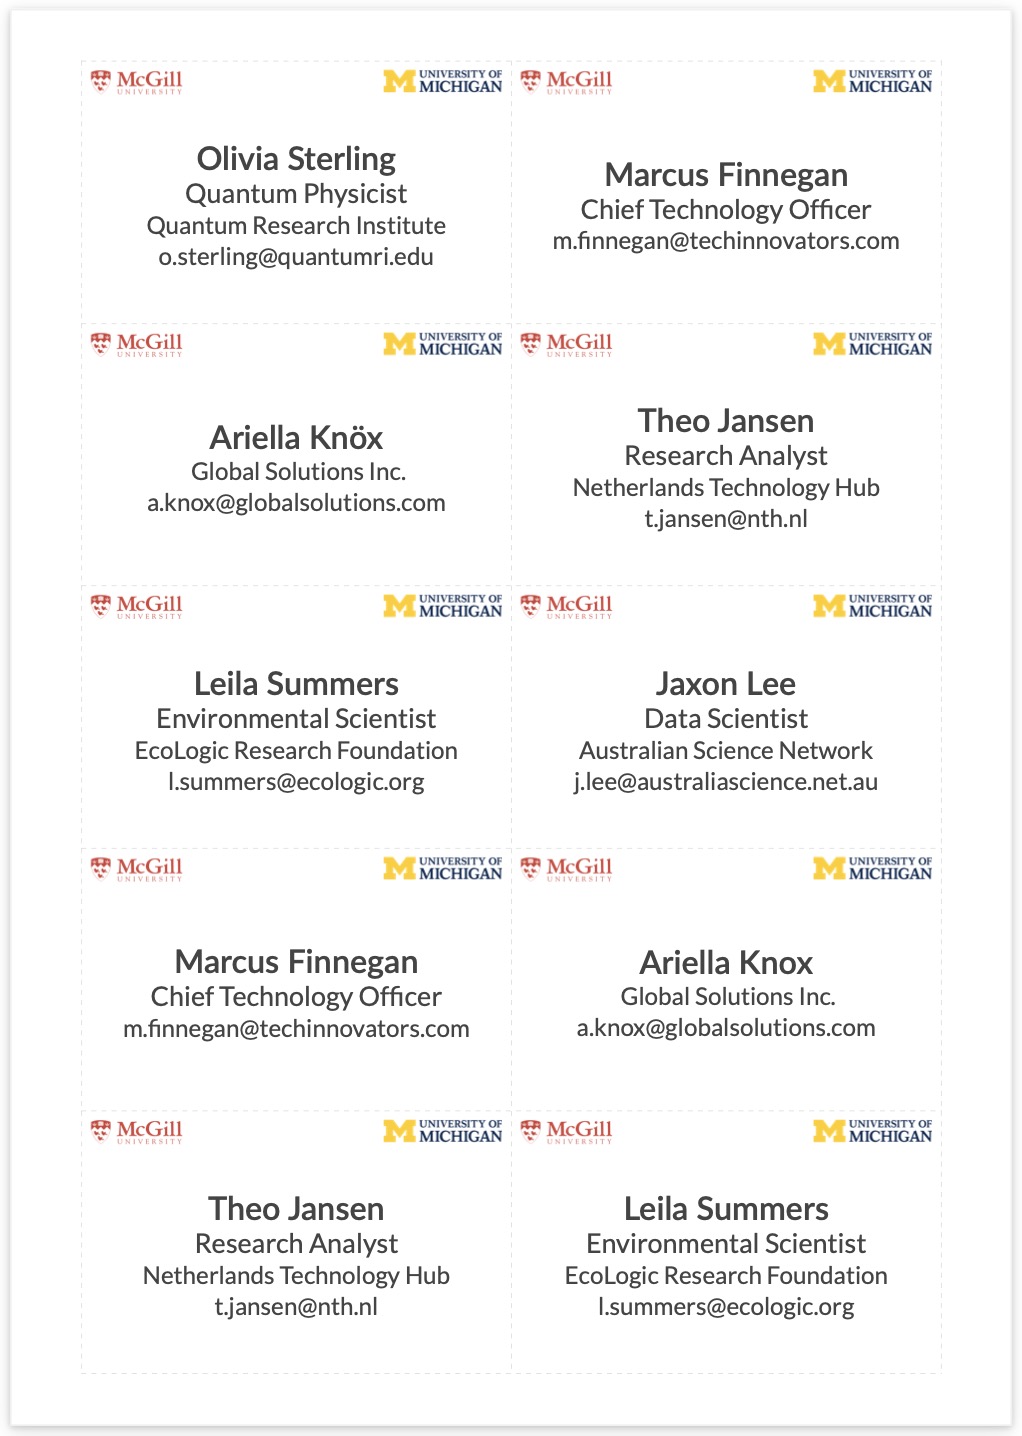 McGill
UNIVERSITY
UNIVERSITY OF
MICHIGAN
Olivia Sterling
Quantum Physicist
Quantum Research Institute
o.sterling@quantumri.edu
McGill
UNIVERSITY
UNIVERSITY OF
MICHIGAN
Marcus Finnegan
Chief Technology Officer
m.finnegan@techinnovators.com
McGill
UNIVERSITY
UNIVERSITY OF
MICHIGAN
Ariella Knöx
Global Solutions Inc.
a.knox@globalsolutions.com
McGill
UNIVERSITY
UNIVERSITY OF
MICHIGAN
Theo Jansen
Research Analyst
Netherlands Technology Hub
t.jansen@nth.nl
McGill
UNIVERSITY
UNIVERSITY OF
MICHIGAN
Leila Summers
Environmental Scientist
EcoLogic Research Foundation
l.summers@ecologic.org
McGill
UNIVERSITY
UNIVERSITY OF
MICHIGAN
Jaxon Lee
Data Scientist
Australian Science Network
j.lee@australiascience.net.au
McGill
UNIVERSITY
UNIVERSITY OF
MICHIGAN
Marcus Finnegan
Chief Technology Officer
m.finnegan@techinnovators.com
McGill
UNIVERSITY
UNIVERSITY OF
MICHIGAN
Ariella Knox
Global Solutions Inc.
a.knox@globalsolutions.com
McGill
UNIVERSITY
UNIVERSITY OF
MICHIGAN
Theo Jansen
Research Analyst
Netherlands Technology Hub
t.jansen@nth.nl
McGill
UNIVERSITY
UNIVERSITY OF
MICHIGAN
Leila Summers
Environmental Scientist
EcoLogic Research Foundation
l.summers@ecologic.org